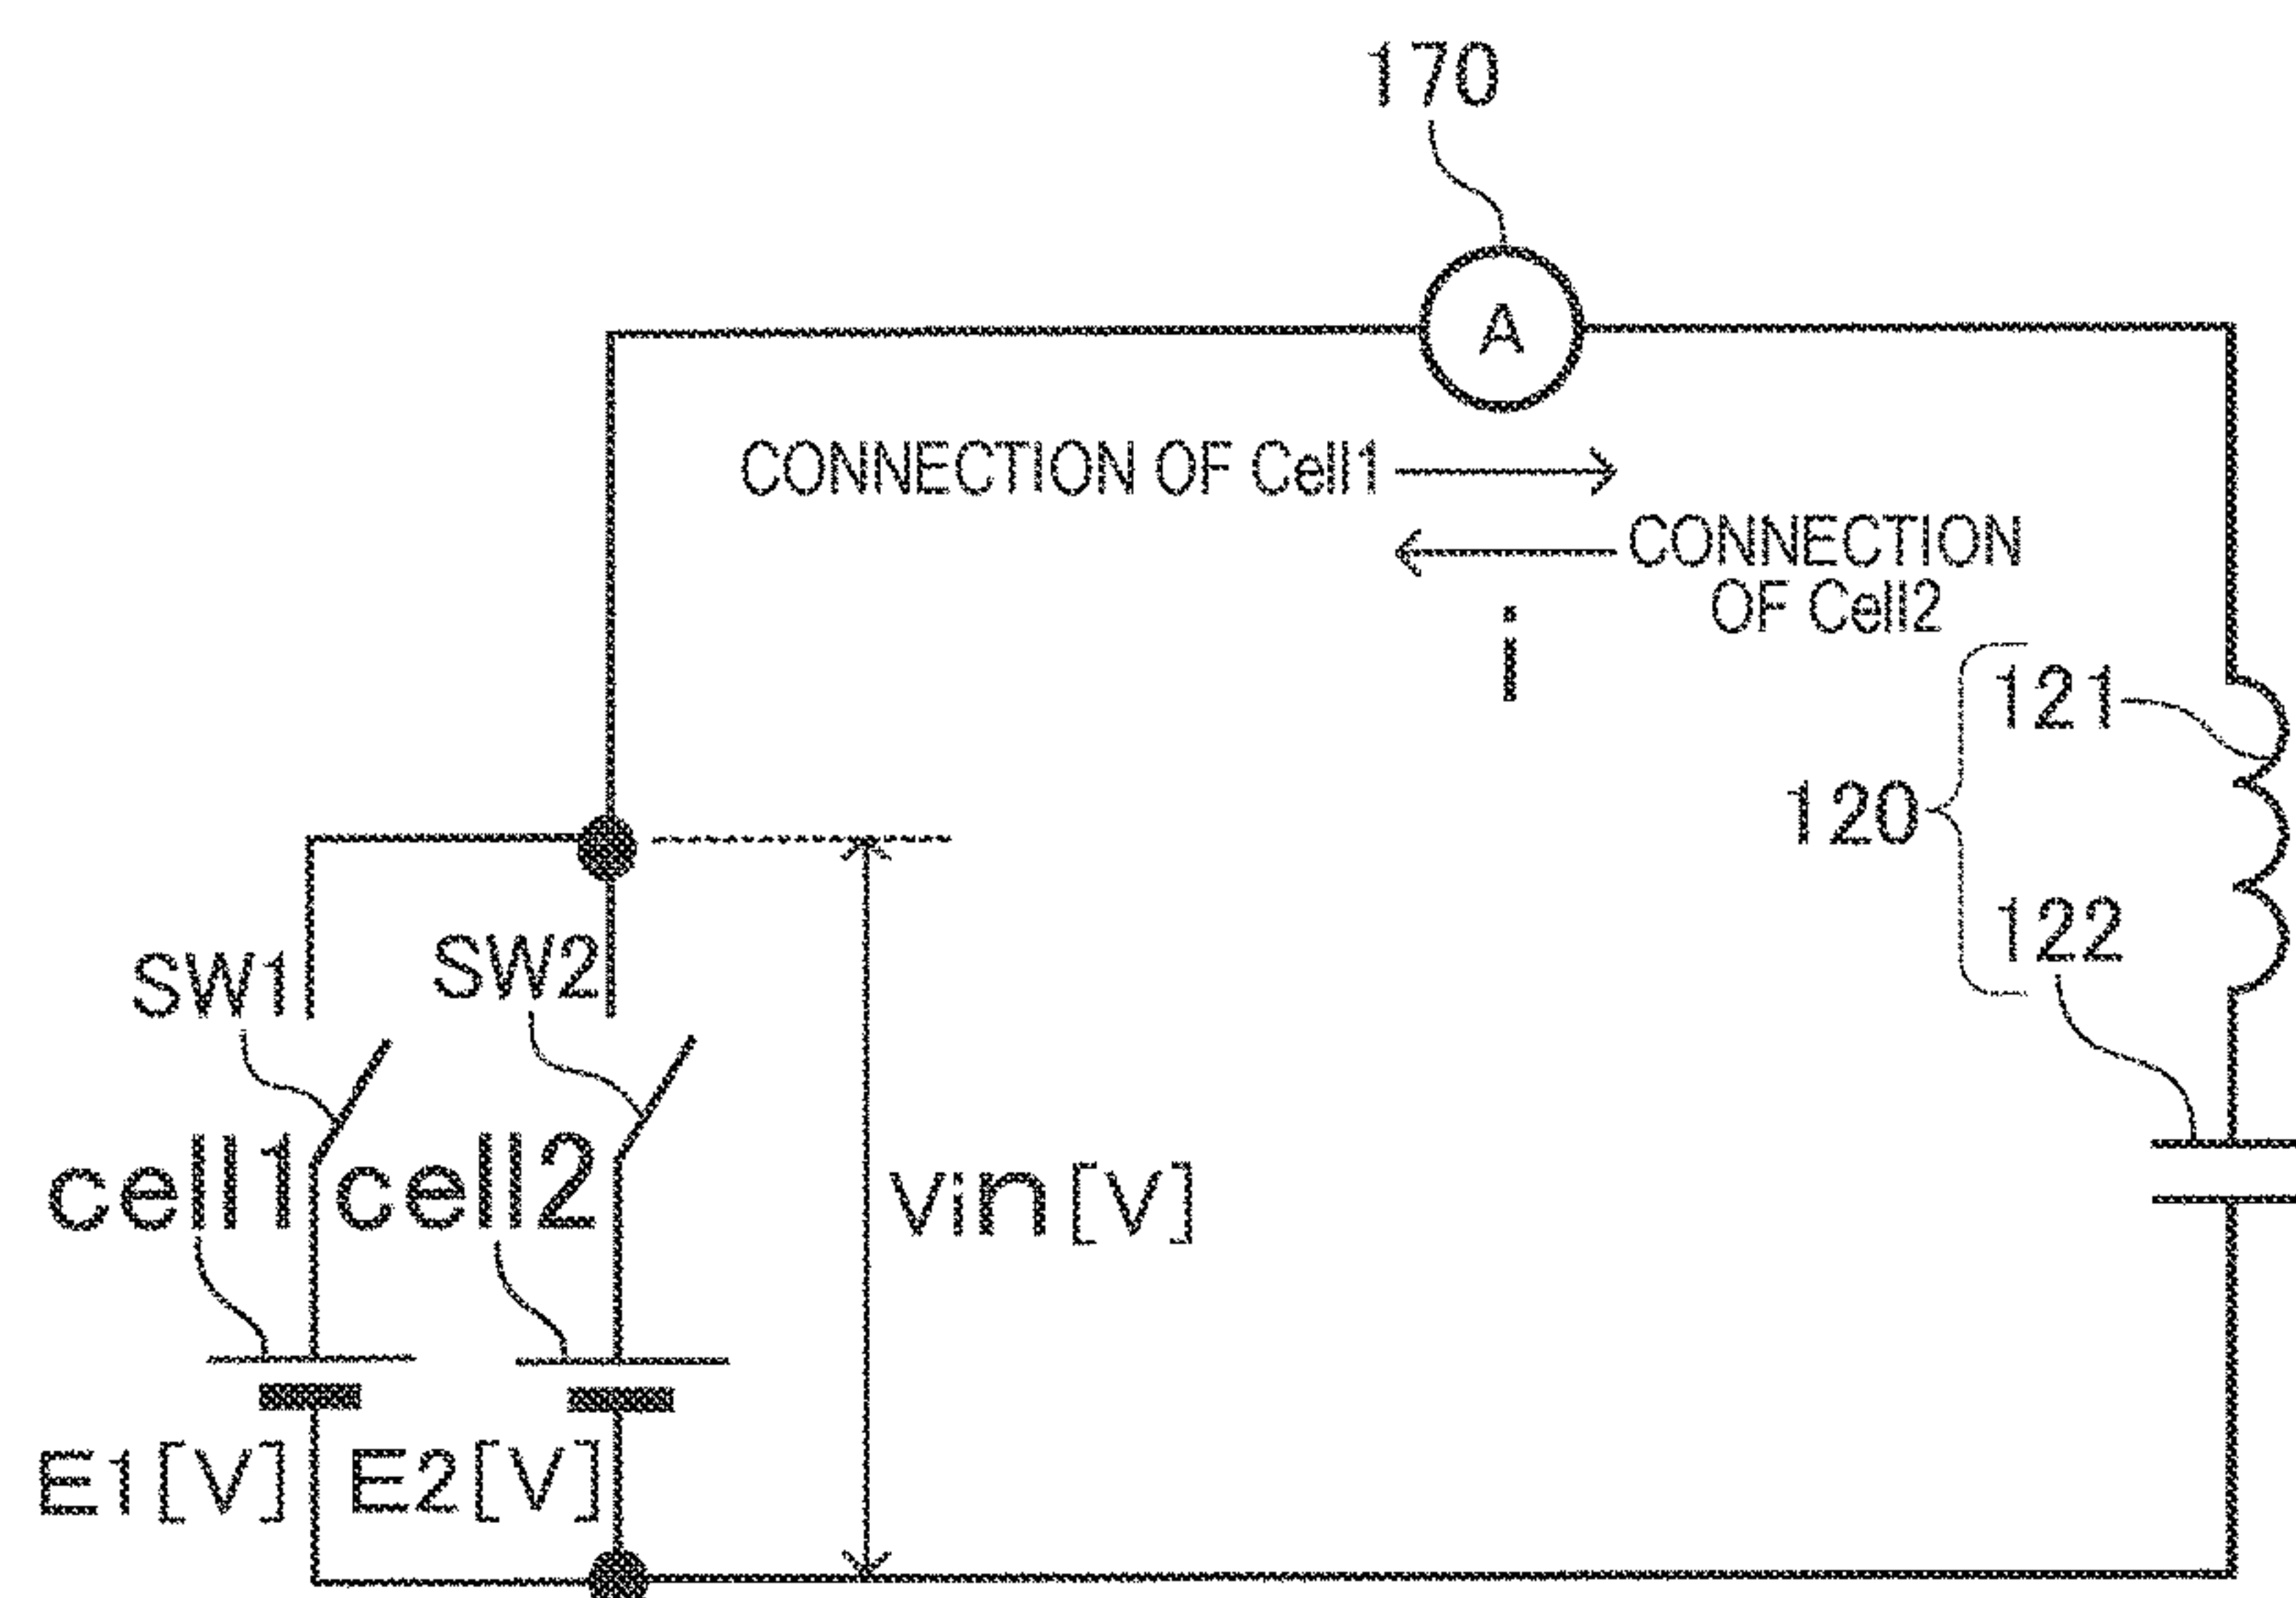 170
A
CONNECTION OF Cell1
CONNECTION
OF Cell2
i
121
120
122
SW1
SW2
cell1
cell2
Vin[V]
E1[V]
E2[V]